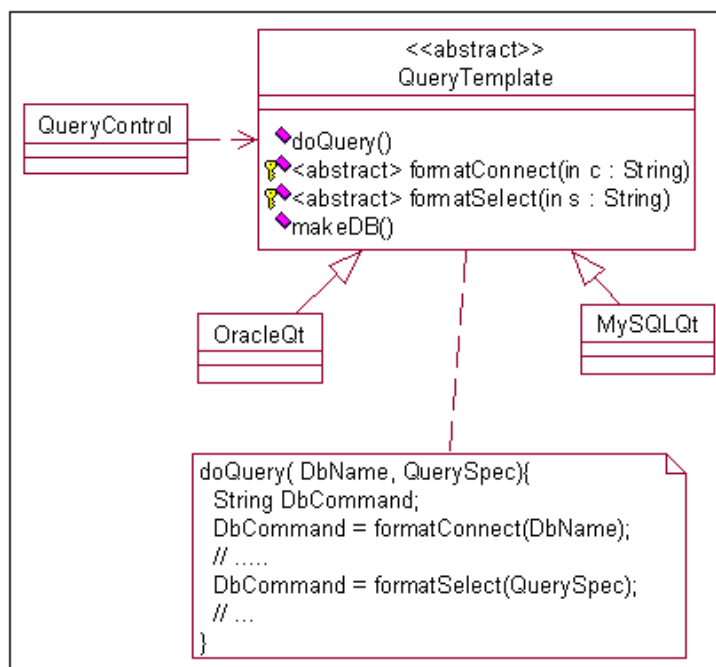 <<abstract>>
QueryTemplate
QueryControl
doQuery()
<abstract> formatConnect(in c : String)
<abstract> formatSelect(in s : String)
makeDB()
OracleQt
MySQLQt
doQuery( DbName, QuerySpec){
String DbCommand;
DbCommand = formatConnect(DbName);
// .....
DbCommand = formatSelect(QuerySpec);
// ...
}